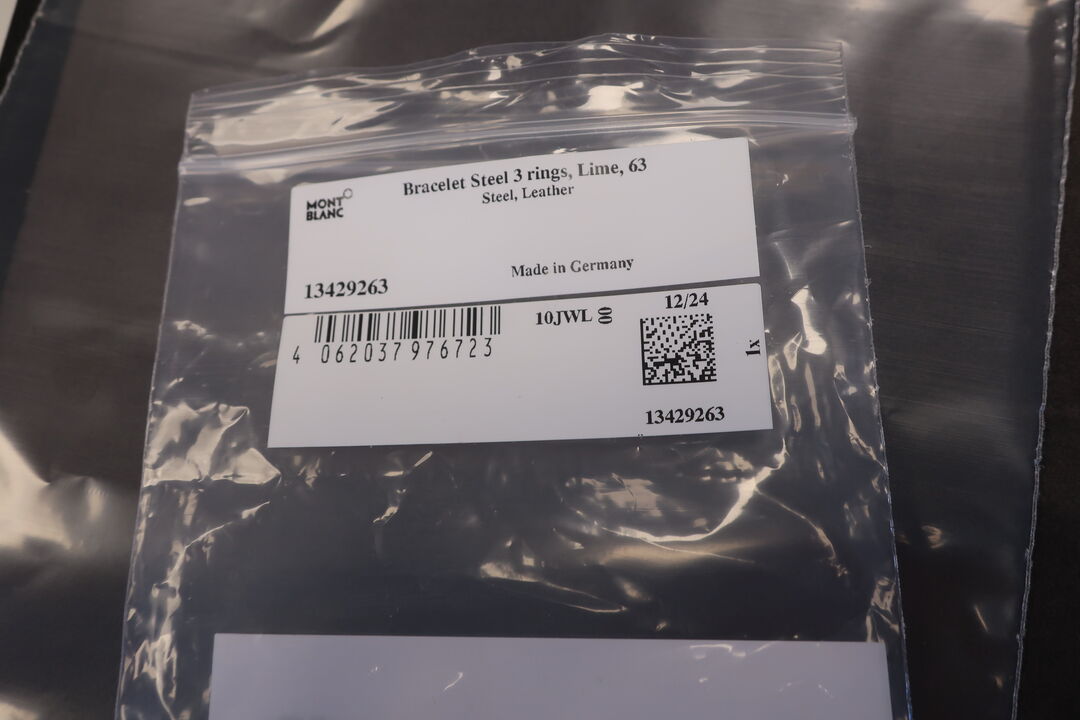 MONT
BLANC
Bracelet Steel 3 rings, Lime, 63
Steel, Leather
13429263
Made in Germany
4 062037 976723
10JWL 00
12/24
1x
13429263